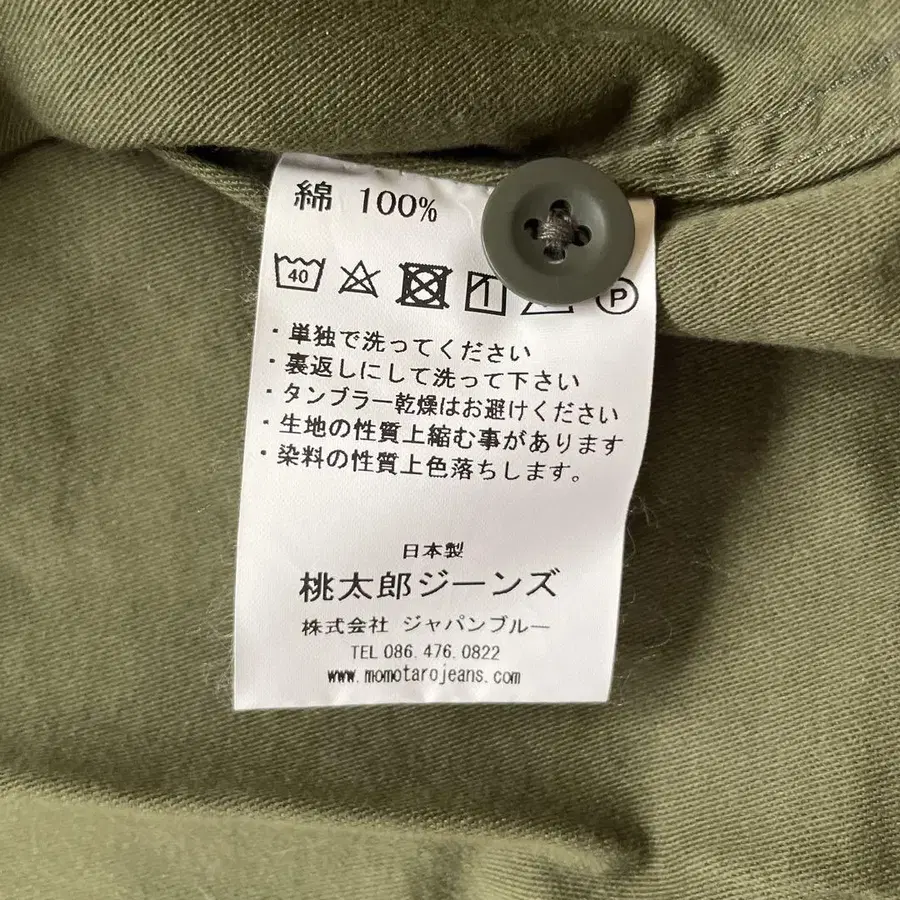 綿 100%
40
P
・単独で洗ってください
・裏返しにして洗って下さい
・タンブラー乾燥はお避けください
・生地の性質上縮む事があります
・染料の性質上色落ちします。
日本製
桃太郎ジーンズ
株式会社 ジャパンブルー
TEL 086.476.0822
www.momotarojeans.com